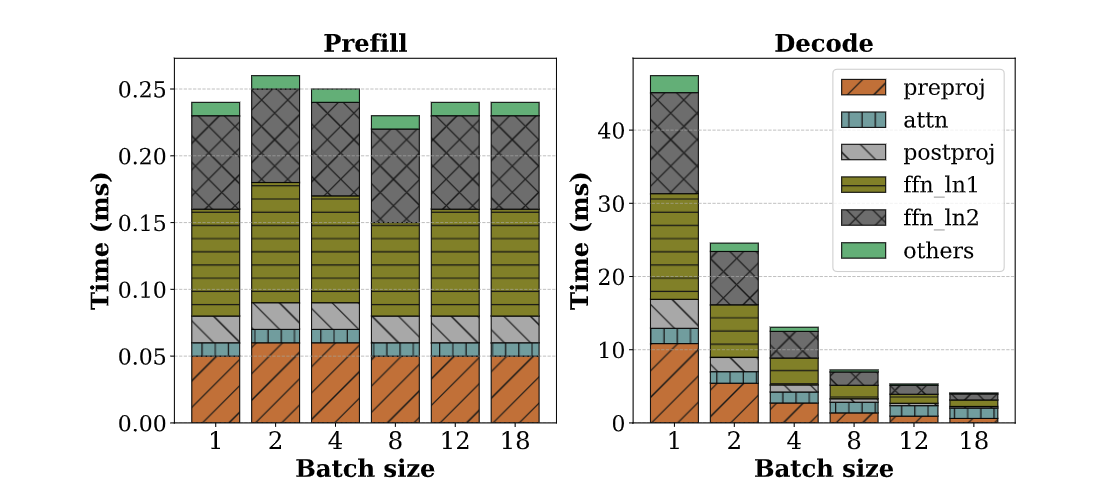 Prefill
Time (ms)
0.25
0.20
0.15
0.10
0.05
0.00
1 2 4 8 12 18
Batch size
Decode
Time (ms)
40
30
20
10
0
1 2 4 8 12 18
Batch size
preproj
attn
postproj
ffn_ln1
ffn_ln2
others